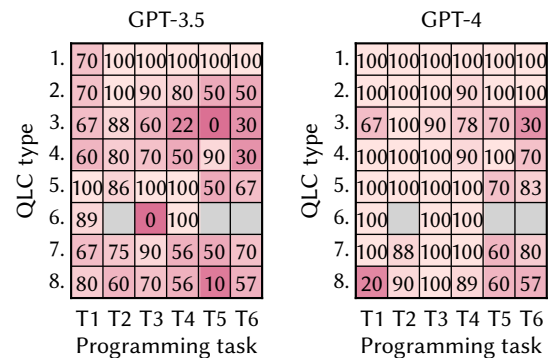 GPT-3.5
GPT-4
QLC type
1. 70 100 100 100 100 100
2. 70 100 90 80 50 50
3. 67 88 60 22 0 30
4. 60 80 70 50 90 30
5. 100 86 100 100 50 67
6. 89 0 100
7. 67 75 90 56 50 70
8. 80 60 70 56 10 57
T1 T2 T3 T4 T5 T6
Programming task
QLC type
1. 100 100 100 100 100 100
2. 100 100 100 90 100 100
3. 67 100 90 78 70 30
4. 100 100 100 90 100 70
5. 100 100 100 100 70 83
6. 100 100 100
7. 100 88 100 100 60 80
8. 20 90 100 89 60 57
T1 T2 T3 T4 T5 T6
Programming task